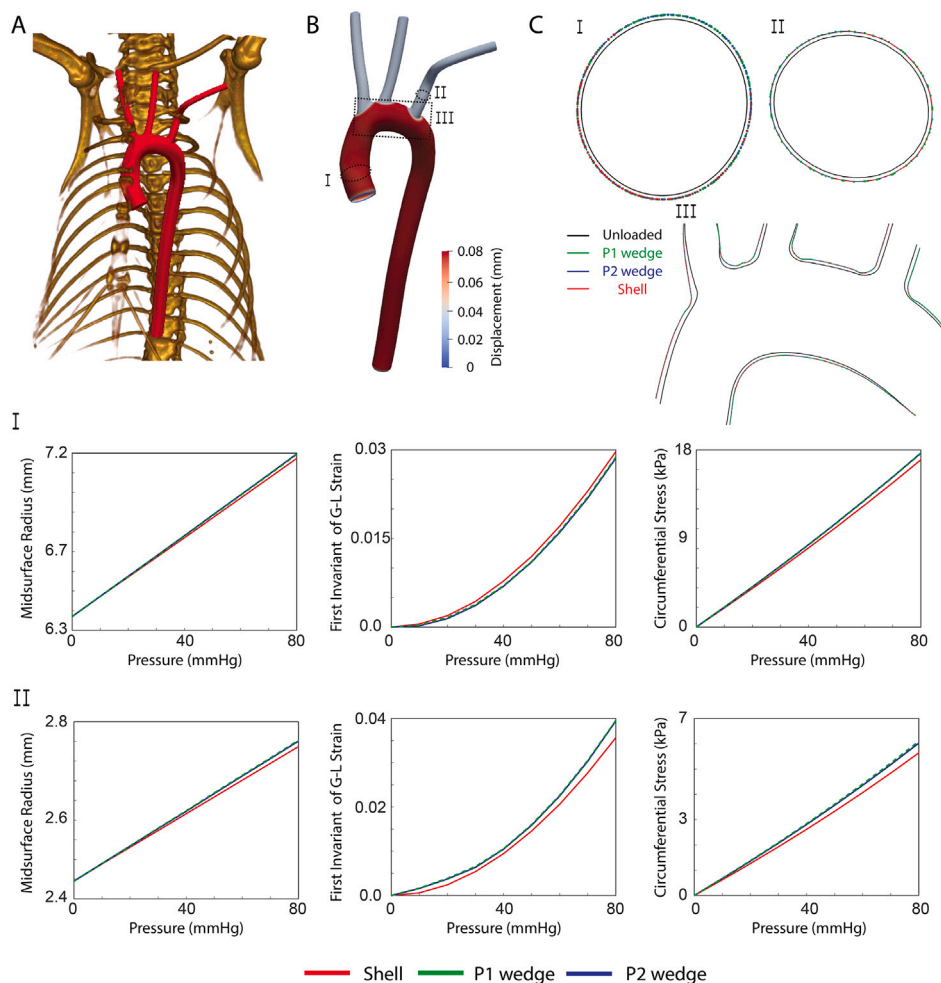 A
B
C
I
II
II
III
I
III
Unloaded
P1 wedge
P2 wedge
Shell
0.08
0.06
0.04
0.02
0
Displacement (mm)
I
7.2
6.7
6.3
0
40
80
Midsurface Radius (mm)
Pressure (mmHg)
0.03
0.015
0.0
0
40
80
First Invariant of G-L Strain
Pressure (mmHg)
18
9
0
0
40
80
Circumferential Stress (kPa)
Pressure (mmHg)
II
2.8
2.6
2.4
0
40
80
Midsurface Radius (mm)
Pressure (mmHg)
0.04
0.02
0.0
0
40
80
First Invariant of G-L Strain
Pressure (mmHg)
7
3
0
0
40
80
Circumferential Stress (kPa)
Pressure (mmHg)
Shell P1 wedge P2 wedge